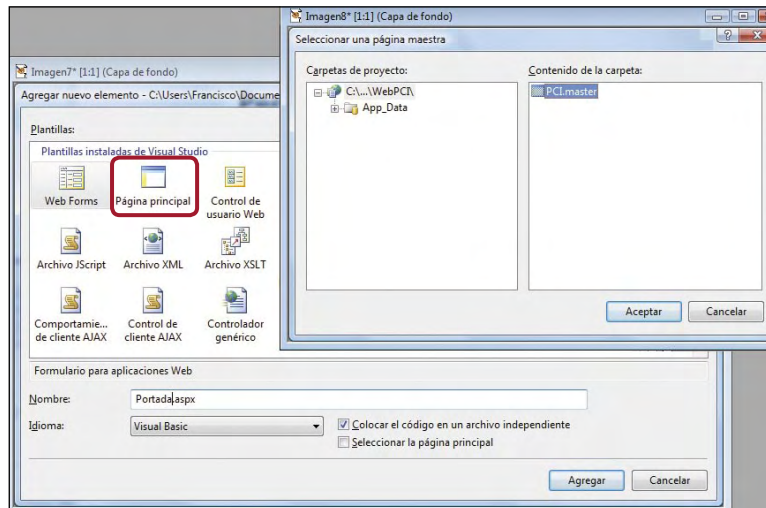 Imagen8* [1:1] (Capa de fondo)
Seleccionar una página maestra
Carpetas de proyecto:
Contenido de la carpeta:
C:\...\WebPCI\
App_Data
PCI.master
Aceptar
Cancelar
Imagen7* [1:1] (Capa de fondo)
Agregar nuevo elemento - C:\Users\Francisco\Docume
Plantillas:
Plantillas instaladas de Visual Studio
Web Forms
Página principal
Control de
usuario Web
Archivo JScript
Archivo XML
Archivo XSLT
Comportamie...
de cliente AJAX
Control de
cliente AJAX
Controlador
genérico
Formulario para aplicaciones Web
Nombre:
Portada.aspx
Idioma:
Visual Basic
Colocar el código en un archivo independiente
Seleccionar la página principal
Agregar
Cancelar